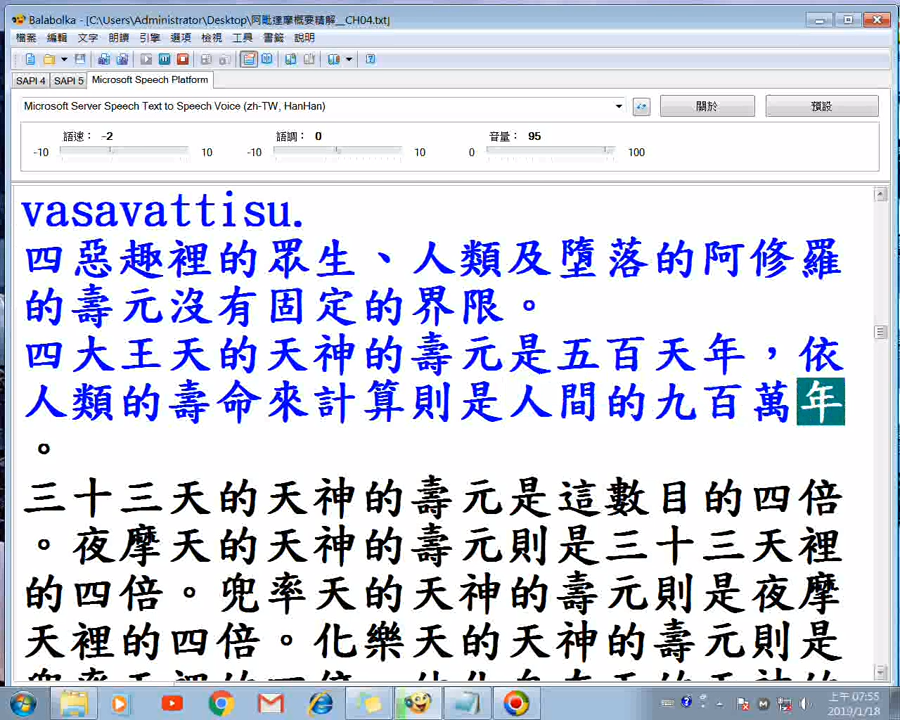 Balabolka - [C:\Users\Administrator\Desktop\阿毗達摩概要精解__CH04.txt]
檔案 編輯 文字 朗讀 引擎 選項 檢視 工具 書籤 說明
SAPI 4 SAPI 5 Microsoft Speech Platform
Microsoft Server Speech Text to Speech Voice (zh-TW, HanHan) 關於 預設
語速： -2 語調： 0 音量： 95
-10 10 -10 10 0 100
vasavattisu.
四惡趣裡的眾生、人類及墮落的阿修羅
的壽元沒有固定的界限。
四大王天的天神的壽元是五百天年，依
人類的壽命來計算則是人間的九百萬年
。
三十三天的天神的壽元是這數目的四倍
。夜摩天的天神的壽元則是三十三天裡
的四倍。兜率天的天神的壽元則是夜摩
天裡的四倍。化樂天的天神的壽元則是
上午 07:55
2019/1/18